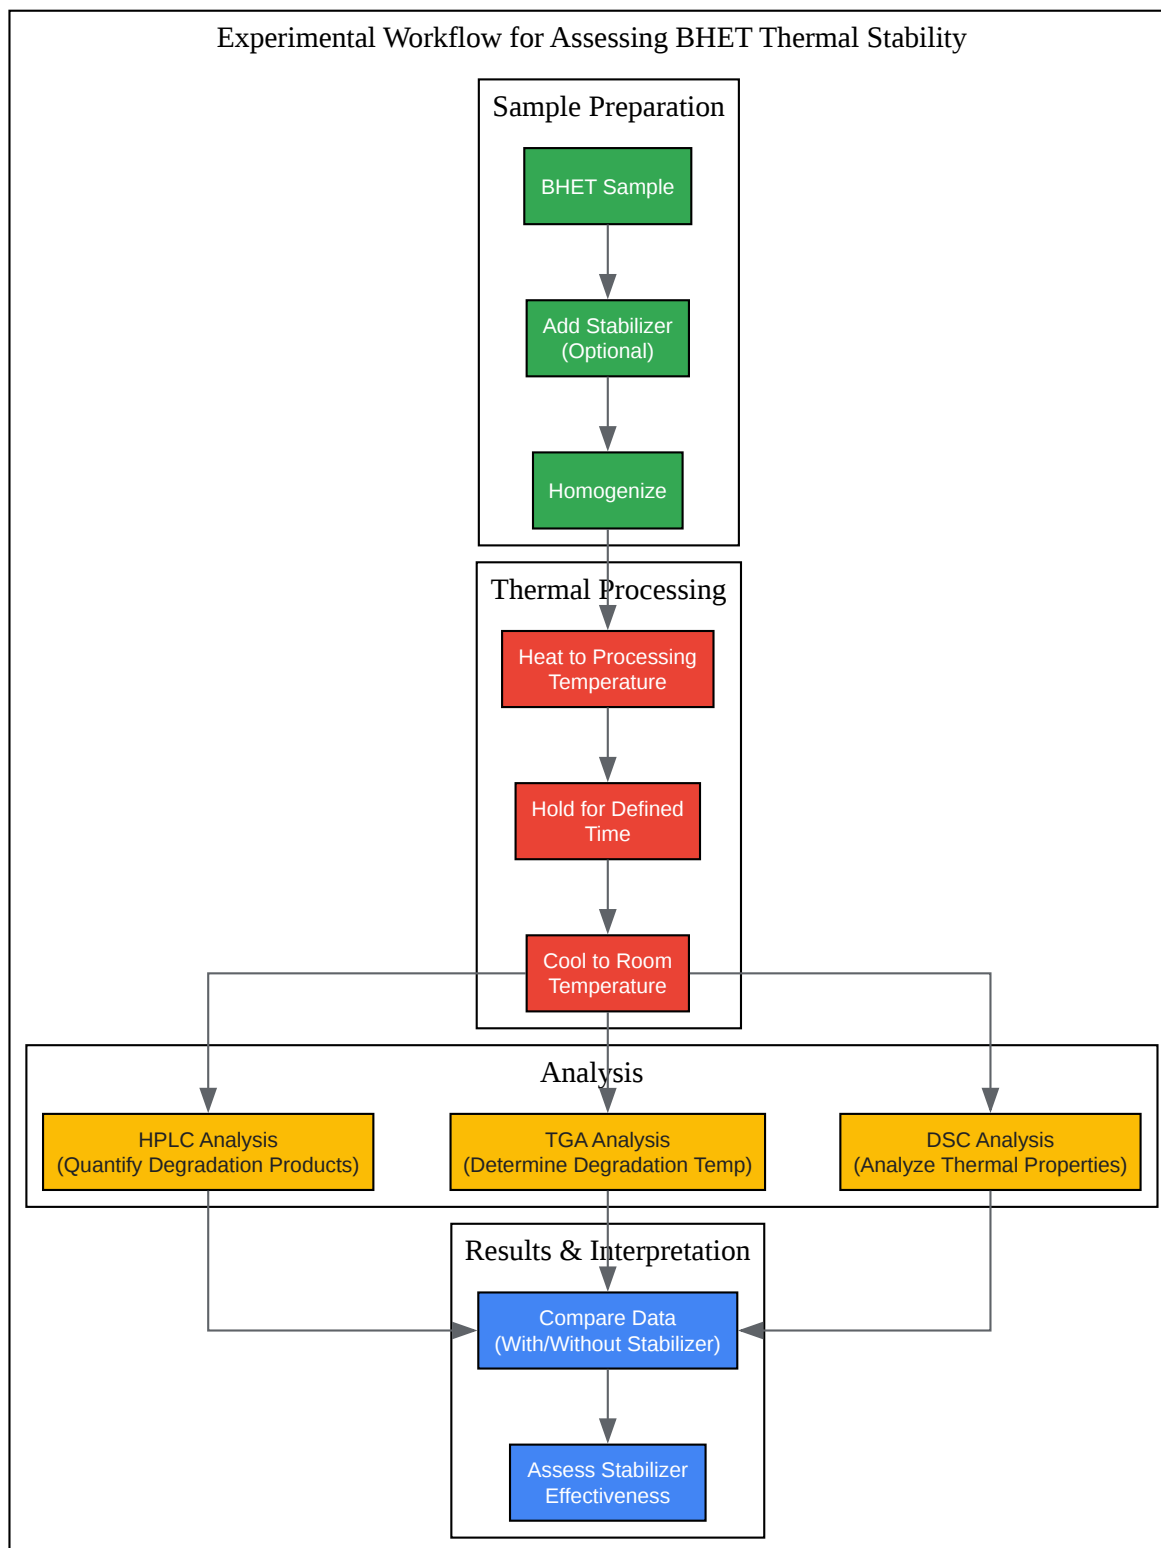 Experimental Workflow for Assessing BHET Thermal Stability
Sample Preparation
BHET Sample
Add Stabilizer
(Optional)
Homogenize
Thermal Processing
Heat to Processing
Temperature
Hold for Defined
Time
Cool to Room
Temperature
Analysis
HPLC Analysis
(Quantify Degradation Products)
TGA Analysis
(Determine Degradation Temp)
DSC Analysis
(Analyze Thermal Properties)
Results & Interpretation
Compare Data
(With/Without Stabilizer)
Assess Stabilizer
Effectiveness